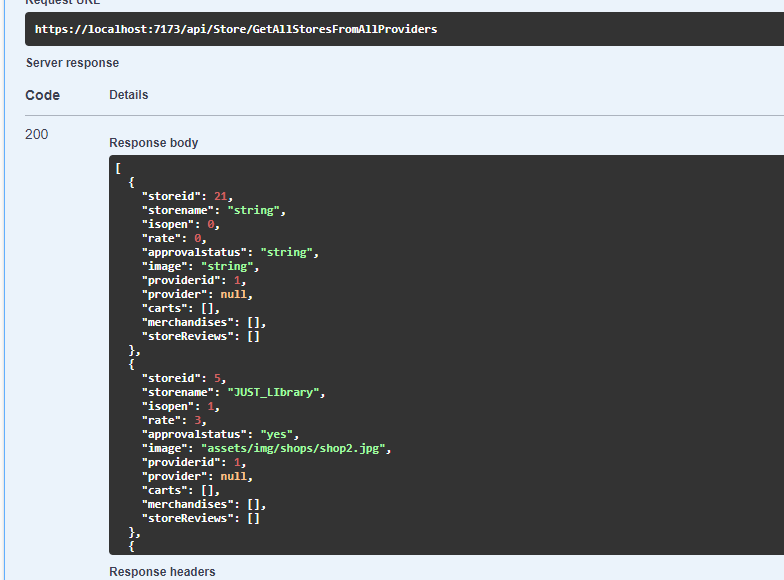 Request URL
https://localhost:7173/api/Store/GetAllStoresFromAllProviders
Server response
Code Details
200
Response body
[
{
"storeid": 21,
"storename": "string",
"isopen": 0,
"rate": 0,
"approvalstatus": "string",
"image": "string",
"providerid": 1,
"provider": null,
"carts": [],
"merchandises": [],
"storeReviews": []
},
{
"storeid": 5,
"storename": "JUST_LIbrary",
"isopen": 1,
"rate": 3,
"approvalstatus": "yes",
"image": "assets/img/shops/shop2.jpg",
"providerid": 1,
"provider": null,
"carts": [],
"merchandises": [],
"storeReviews": []
},
{
Response headers